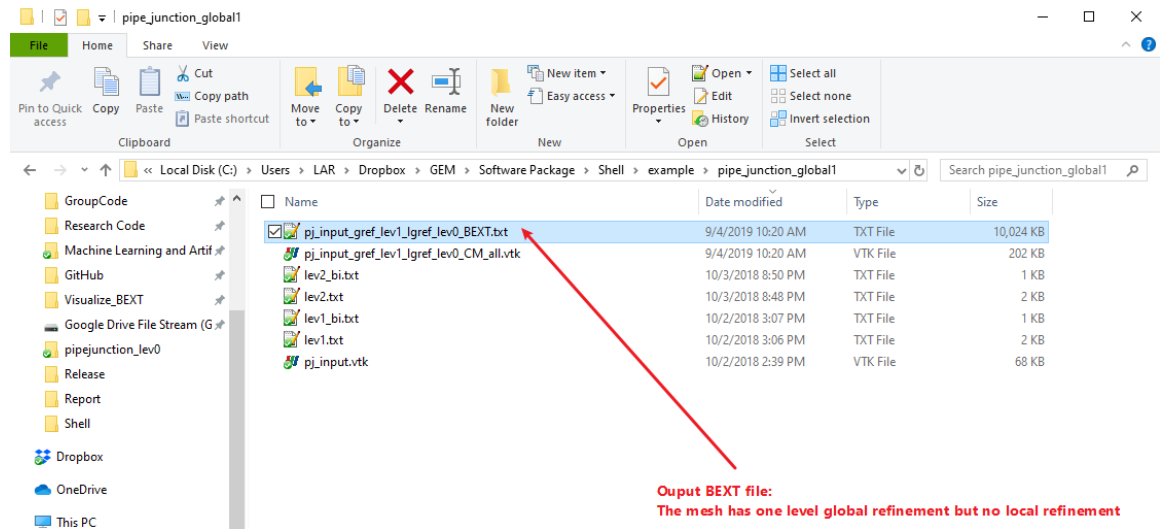 pipe_junction_global1
File Home Share View
Pin to Quick access
Copy
Paste
Cut
Copy path
Paste shortcut
Clipboard
Move to
Copy to
Delete
Rename
Organize
New folder
New item
Easy access
New
Properties
Open
Edit
History
Open
Select all
Select none
Invert selection
Select
« Local Disk (C:) > Users > LAR > Dropbox > GEM > Software Package > Shell > example > pipe_junction_global1
Search pipe_junction_global1
GroupCode
Research Code
Machine Learning and Artif
GitHub
Visualize_BEXT
Google Drive File Stream (G
pipejunction_lev0
Release
Report
Shell
Dropbox
OneDrive
This PC
Name Date modified Type Size
pj_input_gref_lev1_lgref_lev0_BEXT.txt 9/4/2019 10:20 AM TXT File 10,024 KB
pj_input_gref_lev1_lgref_lev0_CM_all.vtk 9/4/2019 10:20 AM VTK File 202 KB
lev2_bi.txt 10/3/2018 8:50 PM TXT File 1 KB
lev2.txt 10/3/2018 8:48 PM TXT File 2 KB
lev1_bi.txt 10/2/2018 3:07 PM TXT File 1 KB
lev1.txt 10/2/2018 3:06 PM TXT File 2 KB
pj_input.vtk 10/2/2018 2:39 PM VTK File 68 KB
Ouput BEXT file:
The mesh has one level global refinement but no local refinement